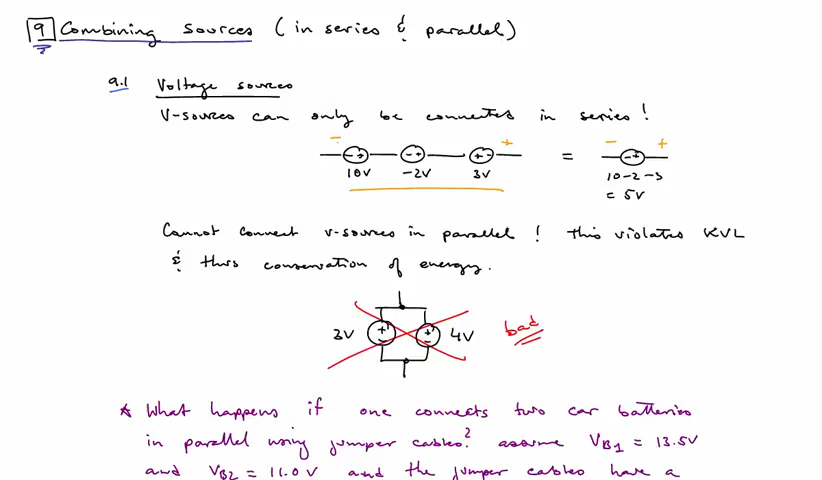 9 Combining sources (in series & parallel)
9.1 Voltage sources
V-sources can only be connected in series!
- + - +
- + - + + - = - +
10V -2V 3V 10-2-3
= 5V
Cannot connect v-sources in parallel! This violates KVL
& thus conservation of energy.
3V + - + - 4V bad
* What happens if one connects two car batteries
in parallel using jumper cables? assume VB1 = 13.5V
and VB2 = 11.0V and the jumper cables have a